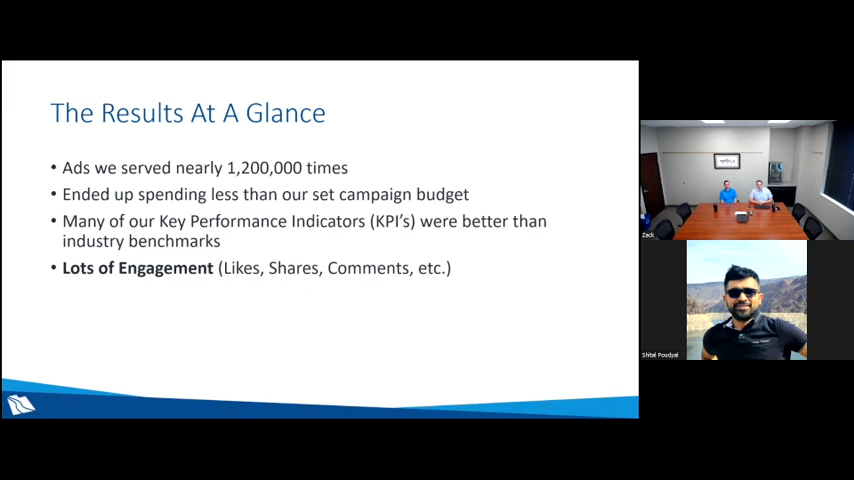 The Results At A Glance
• Ads we served nearly 1,200,000 times
• Ended up spending less than our set campaign budget
• Many of our Key Performance Indicators (KPI's) were better than
industry benchmarks
• Lots of Engagement (Likes, Shares, Comments, etc.)
Zack
Shital Poudyal